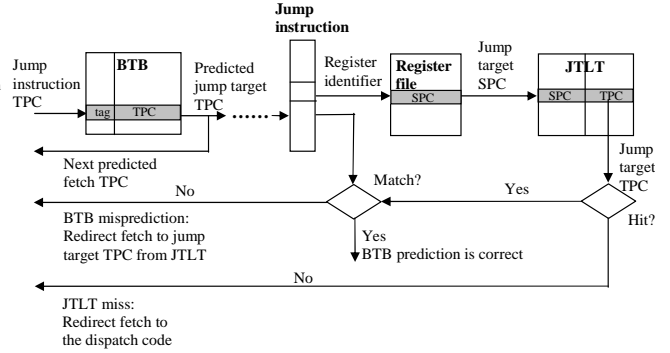 Jump
instruction
Jump
instruction
TPC
BTB
Predicted
jump target
TPC
Register
identifier
Register
file
Jump
target
SPC
JTLT
tag
TPC
......
SPC
SPC
TPC
Next predicted
fetch TPC
Match?
Jump
target
TPC
No
Yes
Hit?
BTB misprediction:
Redirect fetch to jump
target TPC from JTLT
Yes
BTB prediction is correct
No
JTLT miss:
Redirect fetch to
the dispatch code